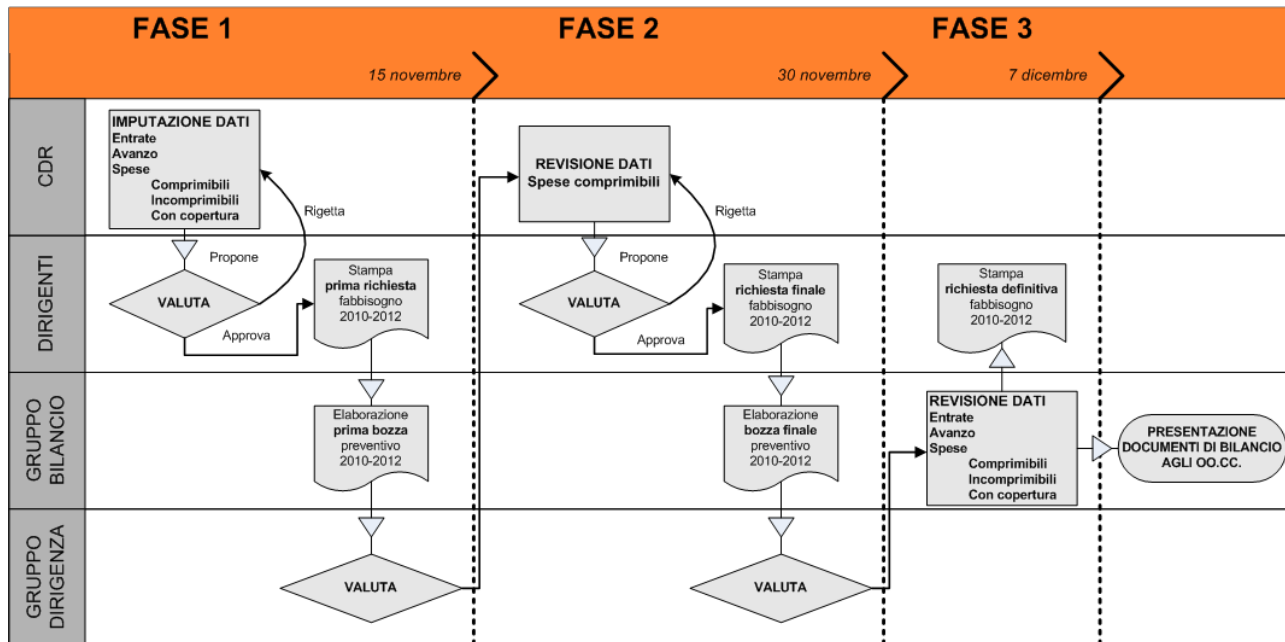 FASE 1
FASE 2
FASE 3
15 novembre
30 novembre
7 dicembre
CDR
IMPUTAZIONE DATI
Entrate
Avanzo
Spese
Comprimibili
Incomprimibili
Con copertura
Rigetta
REVISIONE DATI
Spese comprimibili
Rigetta
DIRIGENTI
Propone
VALUTA
Approva
Stampa
prima richiesta
fabbisogno
2010-2012
Propone
VALUTA
Approva
Stampa
richiesta finale
fabbisogno
2010-2012
Stampa
richiesta definitiva
fabbisogno
2010-2012
GRUPPO
BILANCIO
Elaborazione
prima bozza
preventivo
2010-2012
Elaborazione
bozza finale
preventivo
2010-2012
REVISIONE DATI
Entrate
Avanzo
Spese
Comprimibili
Incomprimibili
Con copertura
PRESENTAZIONE
DOCUMENTI DI BILANCIO
AGLI OO.CC.
GRUPPO
DIRIGENZA
VALUTA
VALUTA